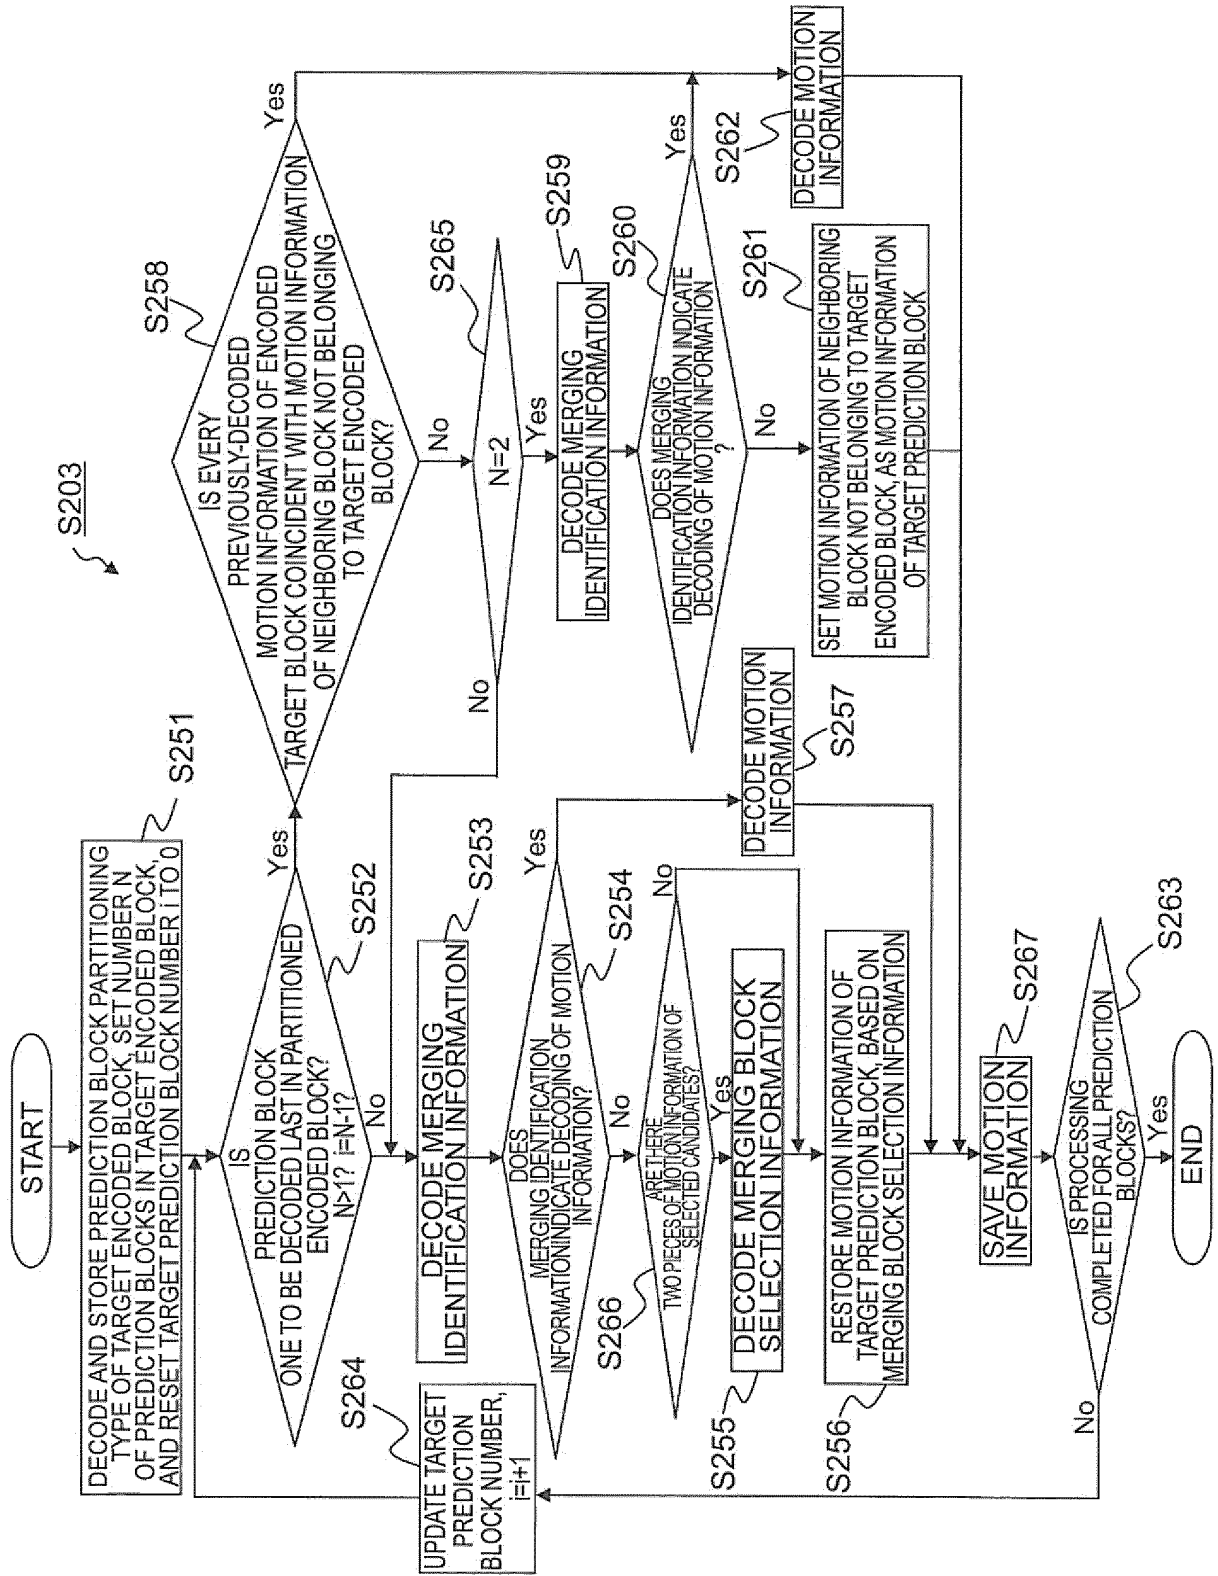 S203
START
DECODE AND STORE PREDICTION BLOCK PARTITIONING
TYPE OF TARGET ENCODED BLOCK, SET NUMBER N
OF PREDICTION BLOCKS IN TARGET ENCODED BLOCK,
AND RESET TARGET PREDICTION BLOCK NUMBER i TO 0
S251
IS
PREDICTION BLOCK
ONE TO BE DECODED LAST IN PARTITIONED
ENCODED BLOCK?
N>1? i=N-1?
S252
Yes
No
S258
IS EVERY
PREVIOUSLY-DECODED
MOTION INFORMATION OF ENCODED
TARGET BLOCK COINCIDENT WITH MOTION INFORMATION
OF NEIGHBORING BLOCK NOT BELONGING
TO TARGET ENCODED
BLOCK?
Yes
No
S265
N=2
No
Yes
DECODE MERGING
IDENTIFICATION INFORMATION
S253
DECODE MERGING
IDENTIFICATION INFORMATION
S259
DOES
MERGING IDENTIFICATION
INFORMATIONINDICATE DECODING OF MOTION
INFORMATION?
S254
Yes
No
DOES MERGING
IDENTIFICATION INFORMATION INDICATE
DECODING OF MOTION INFORMATION
?
S260
Yes
No
S266
ARE THERE
TWO PIECES OF MOTION INFORMATION OF
SELECTED CANDIDATES?
No
Yes
DECODE MOTION
INFORMATION
S257
S262
DECODE MOTION
INFORMATION
S255
DECODE MERGING BLOCK
SELECTION INFORMATION
S261
SET MOTION INFORMATION OF NEIGHBORING
BLOCK NOT BELONGING TO TARGET
ENCODED BLOCK, AS MOTION INFORMATION
OF TARGET PREDICTION BLOCK
S256
RESTORE MOTION INFORMATION OF
TARGET PREDICTION BLOCK, BASED ON
MERGING BLOCK SELECTION INFORMATION
S264
UPDATE TARGET
PREDICTION
BLOCK NUMBER,
i=i+1
SAVE MOTION
INFORMATION
S267
IS PROCESSING
COMPLETED FOR ALL PREDICTION
BLOCKS?
S263
No
Yes
END